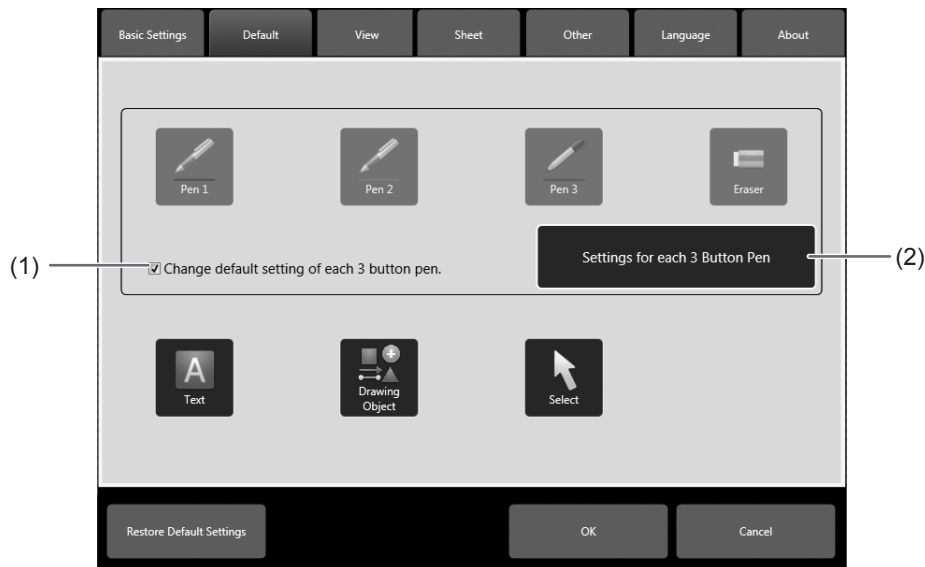 Basic Settings
Default
View
Sheet
Other
Language
About
Pen 1
Pen 2
Pen 3
Eraser
(1)
Change default setting of each 3 button pen.
Settings for each 3 Button Pen
(2)
A
Text
Drawing
Object
Select
Restore Default Settings
OK
Cancel